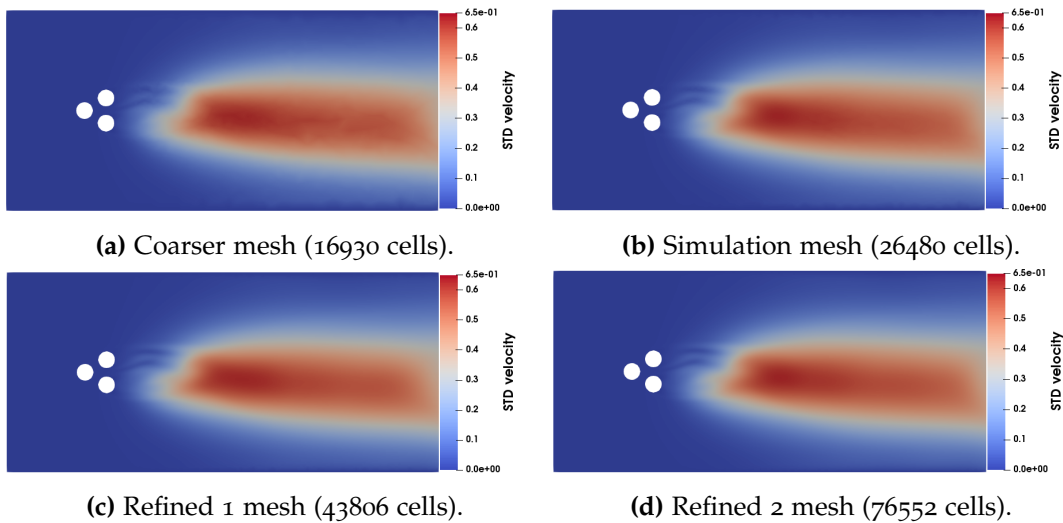 6.5e-01
0.6
0.5
0.4
0.3
0.2
0.1
0.0e+00
STD velocity
6.5e-01
0.6
0.5
0.4
0.3
0.2
0.1
0.0e+00
STD velocity
(a) Coarser mesh (16930 cells).
(b) Simulation mesh (26480 cells).
6.5e-01
0.6
0.5
0.4
0.3
0.2
0.1
0.0e+00
STD velocity
6.5e-01
0.6
0.5
0.4
0.3
0.2
0.1
0.0e+00
STD velocity
(c) Refined 1 mesh (43806 cells).
(d) Refined 2 mesh (76552 cells).